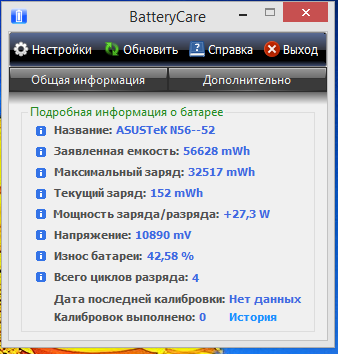 BatteryCare
Настройки Обновить Справка Выход
Общая информация Дополнительно
Подробная информация о батарее
Название: ASUSTeK N56--52
Заявленная емкость: 56628 mWh
Максимальный заряд: 32517 mWh
Текущий заряд: 152 mWh
Мощность заряда/разряда: +27,3 W
Напряжение: 10890 mV
Износ батареи: 42,58 %
Всего циклов разряда: 4
Дата последней калибровки: Нет данных
Калибровок выполнено: 0 История